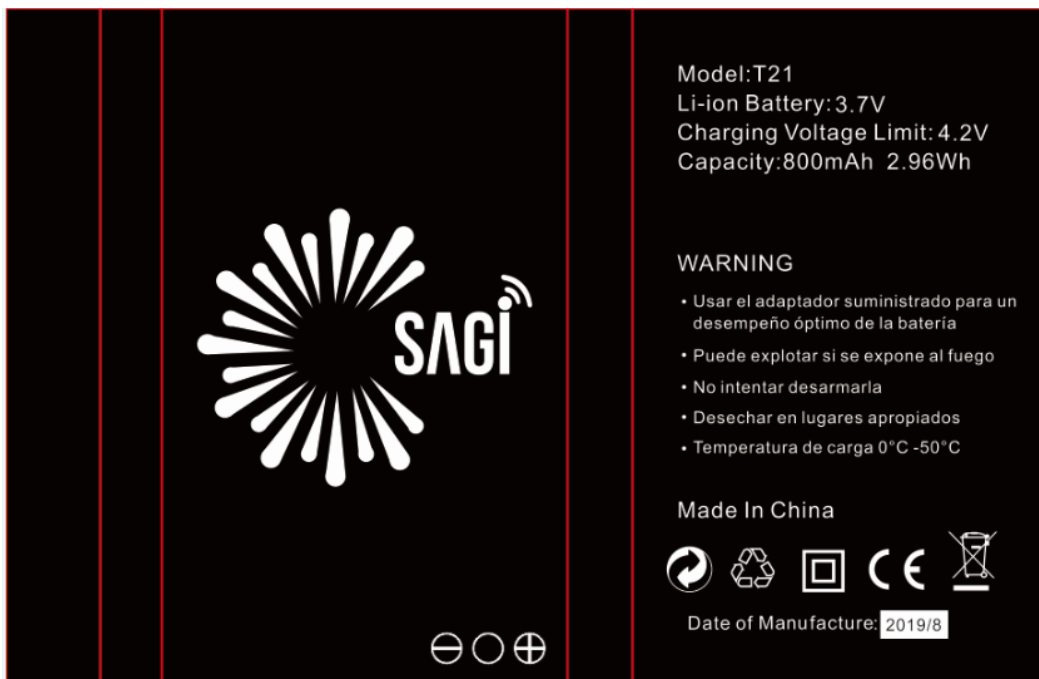 SAGI
Model:T21
Li-ion Battery: 3.7V
Charging Voltage Limit: 4.2V
Capacity:800mAh 2.96Wh
WARNING
• Usar el adaptador suministrado para un
desempeño óptimo de la batería
• Puede explotar si se expone al fuego
• No intentar desarmarla
• Desechar en lugares apropiados
• Temperatura de carga 0°C -50°C
Made In China
CE
Date of Manufacture: 2019/8